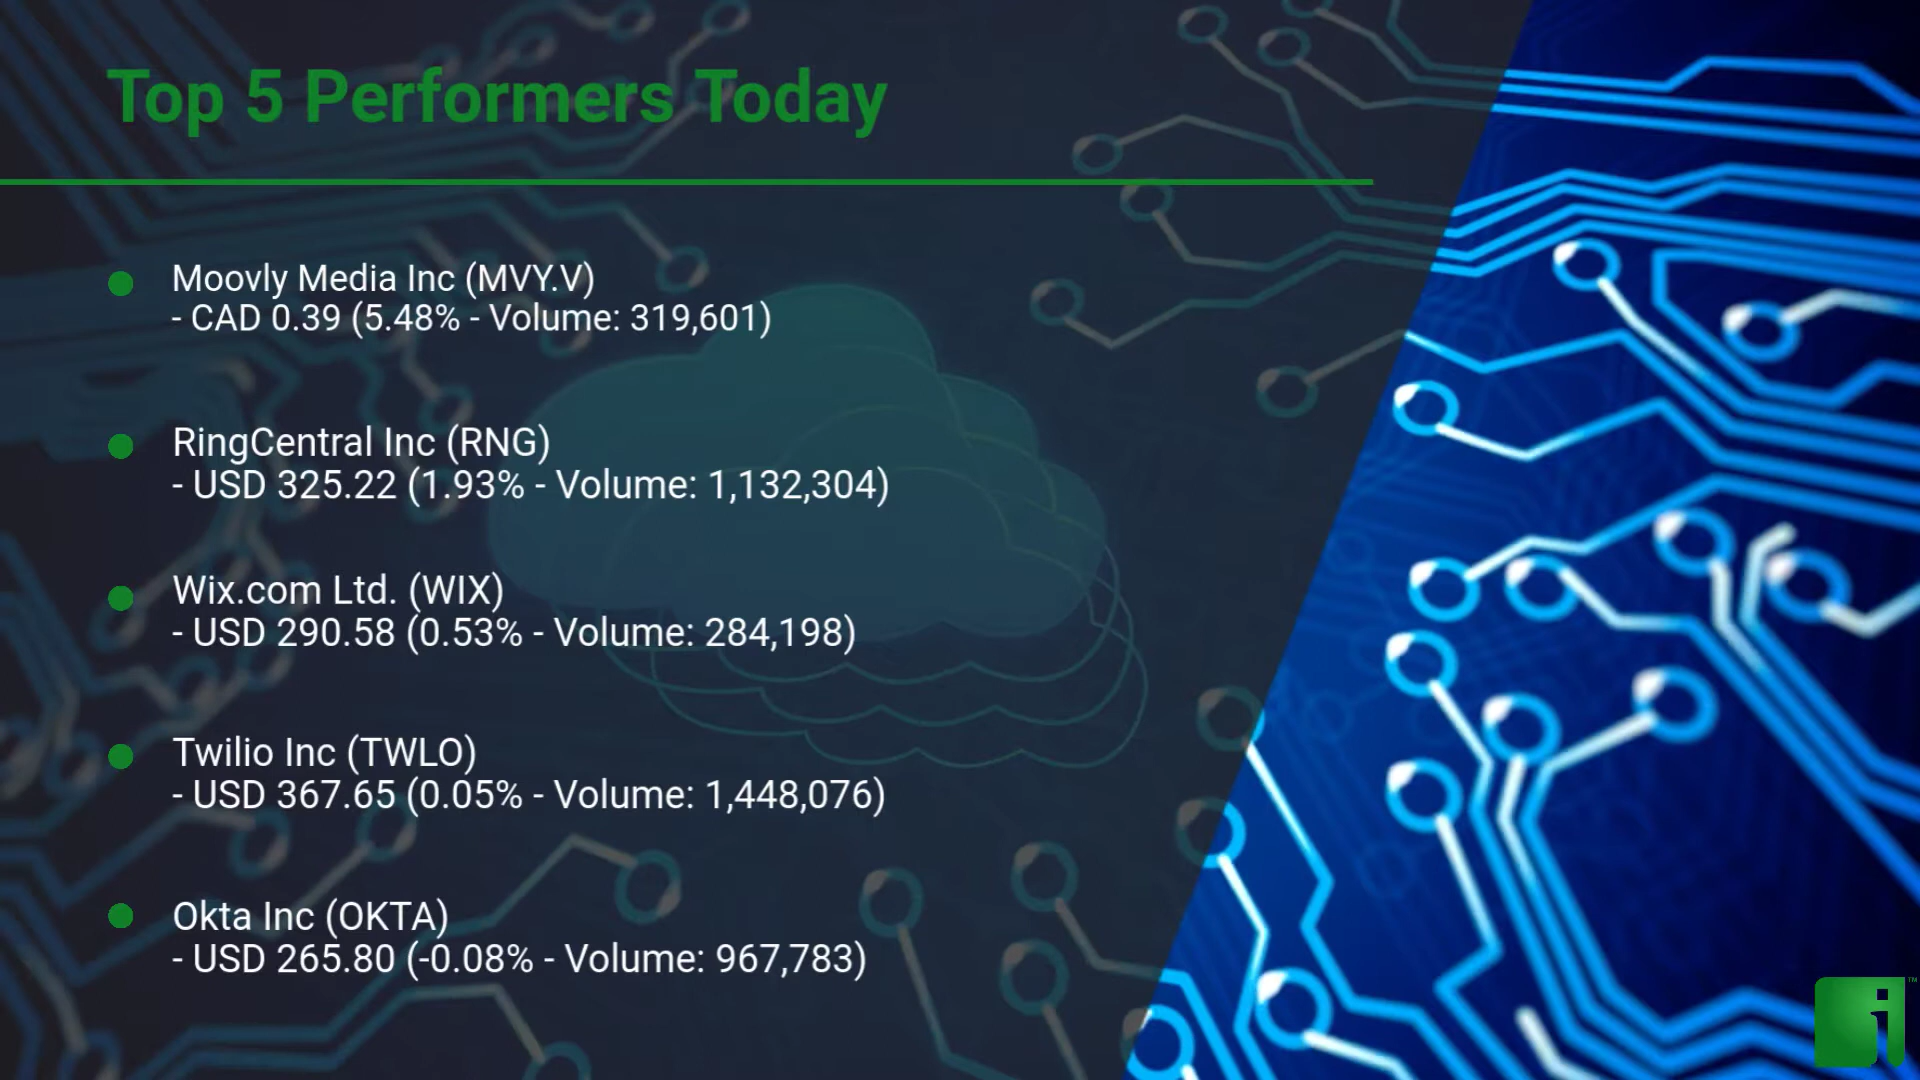 Top 5 Performers Today
Moovly Media Inc (MVY.V)
- CAD 0.39 (5.48% - Volume: 319,601)
RingCentral Inc (RNG)
- USD 325.22 (1.93% - Volume: 1,132,304)
Wix.com Ltd. (WIX)
- USD 290.58 (0.53% - Volume: 284,198)
Twilio Inc (TWLO)
- USD 367.65 (0.05% - Volume: 1,448,076)
Okta Inc (OKTA)
- USD 265.80 (-0.08% - Volume: 967,783)
i
™